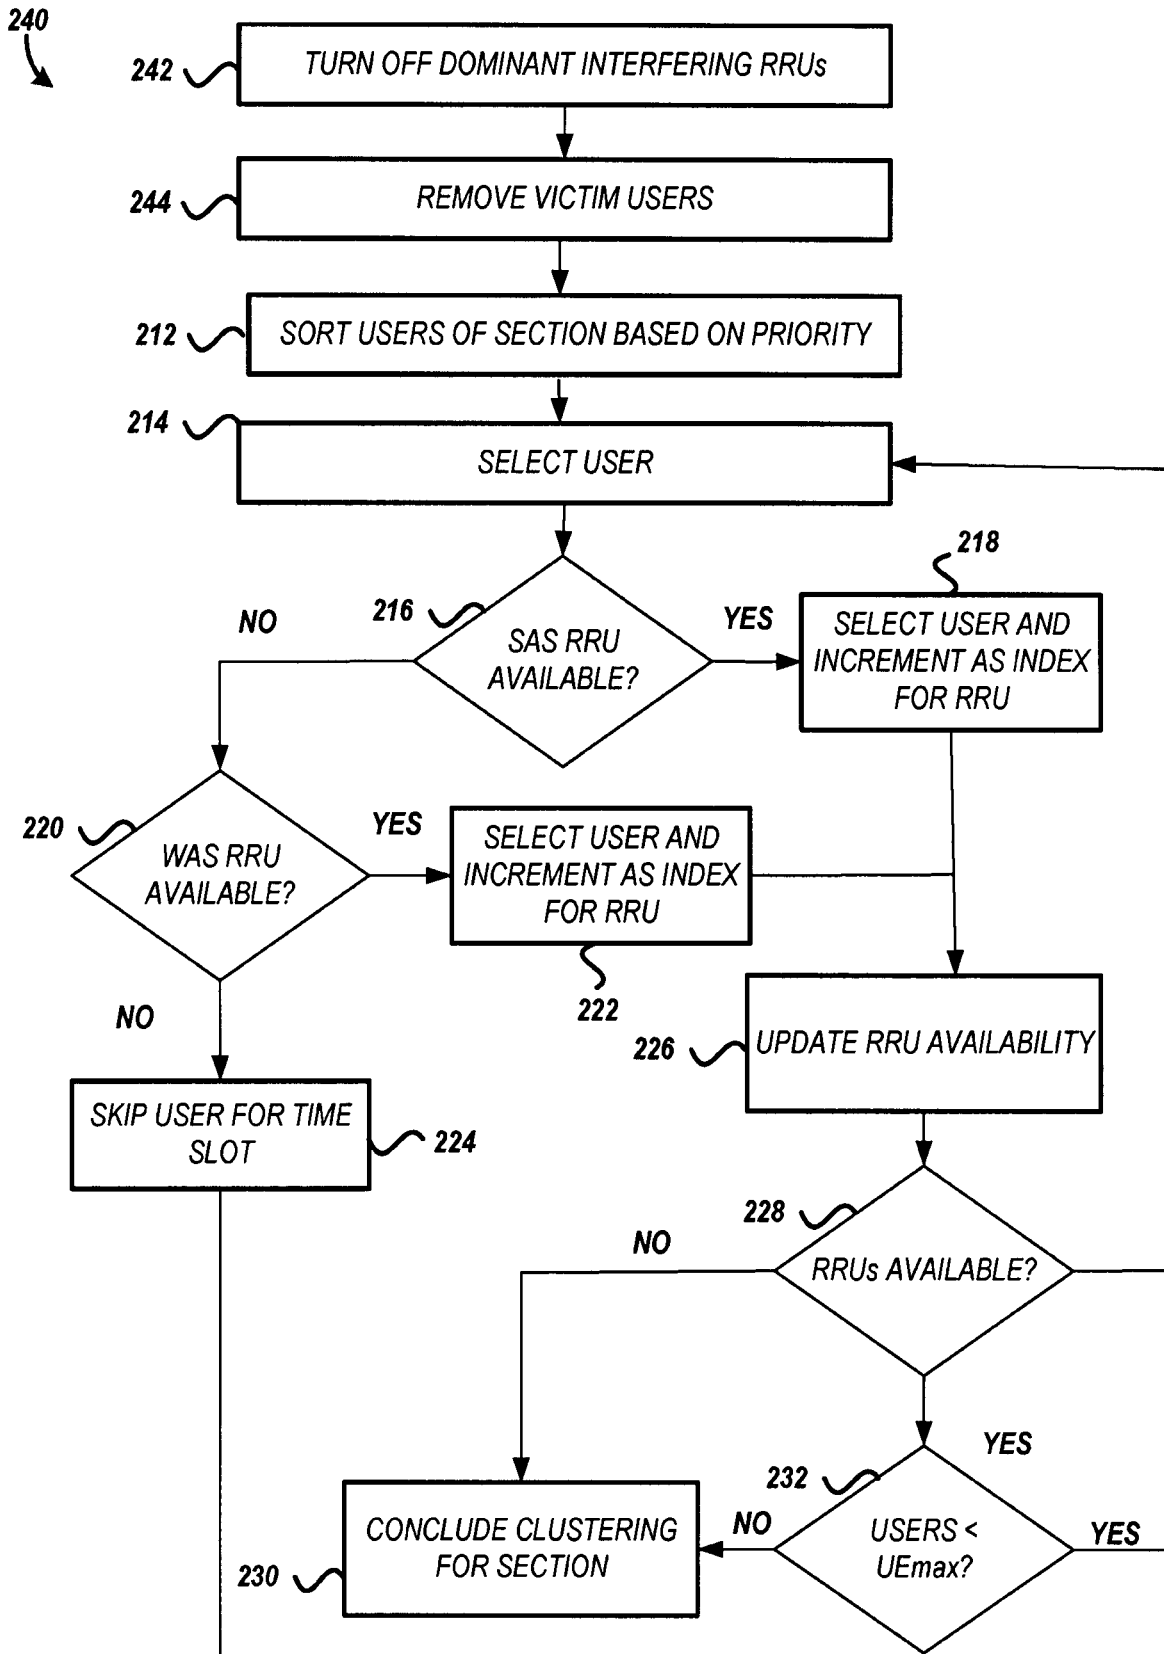 240
242
TURN OFF DOMINANT INTERFERING RRUs
244
REMOVE VICTIM USERS
212
SORT USERS OF SECTION BASED ON PRIORITY
214
SELECT USER
216
SAS RRU
AVAILABLE?
NO
YES
218
SELECT USER AND
INCREMENT AS INDEX
FOR RRU
220
WAS RRU
AVAILABLE?
YES
SELECT USER AND
INCREMENT AS INDEX
FOR RRU
222
NO
SKIP USER FOR TIME
SLOT
224
226
UPDATE RRU AVAILABILITY
228
RRUs AVAILABLE?
NO
YES
232
USERS <
UEmax?
NO
YES
CONCLUDE CLUSTERING
FOR SECTION
230